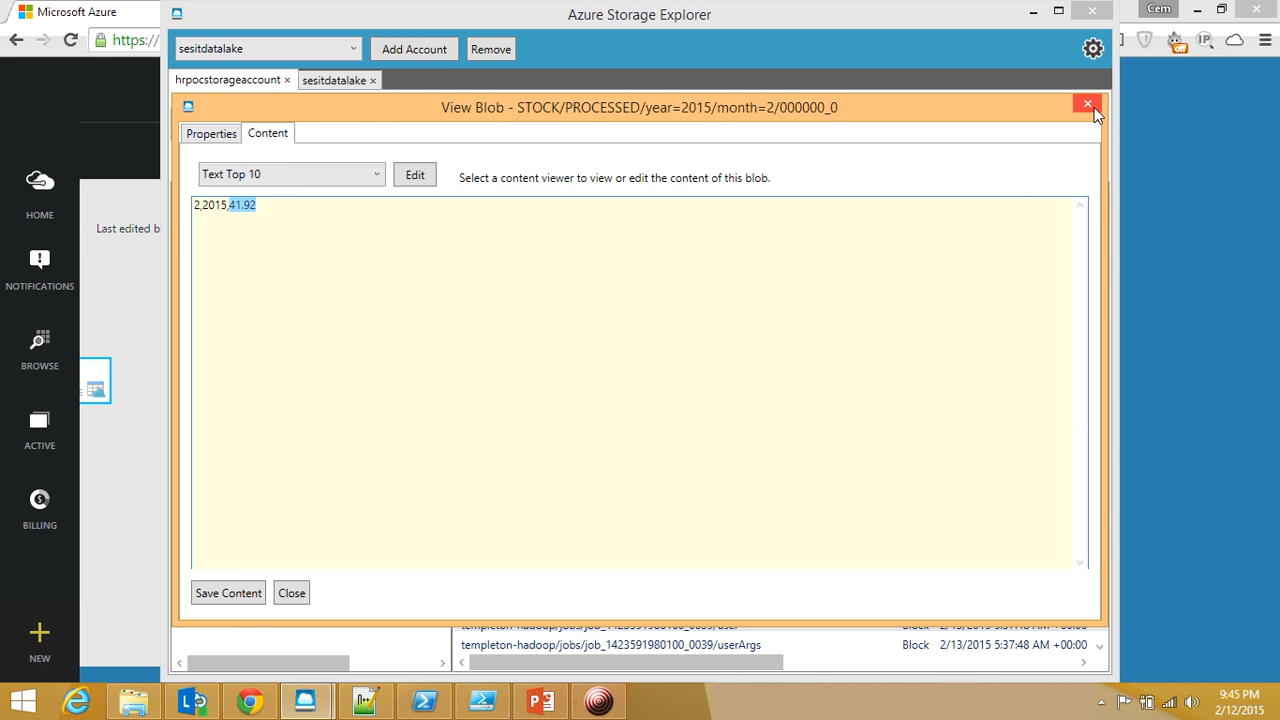 Microsoft Azure
Azure Storage Explorer
Cem
https://
sesitdatalake
Add Account
Remove
off
IP
hrpocstorageaccount ×
sesitdatalake ×
View Blob - STOCK/PROCESSED/year=2015/month=2/000000_0
Properties
Content
Text Top 10
Edit
Select a content viewer to view or edit the content of this blob.
2,2015,41.92
HOME
Last edited b
NOTIFICATIONS
BROWSE
ACTIVE
BILLING
NEW
Save Content
Close
templeton-hadoop/jobs/job_1423591980100_0039/userArgs
Block
2/13/2015 5:37:48 AM +00:00
9:45 PM
2/12/2015